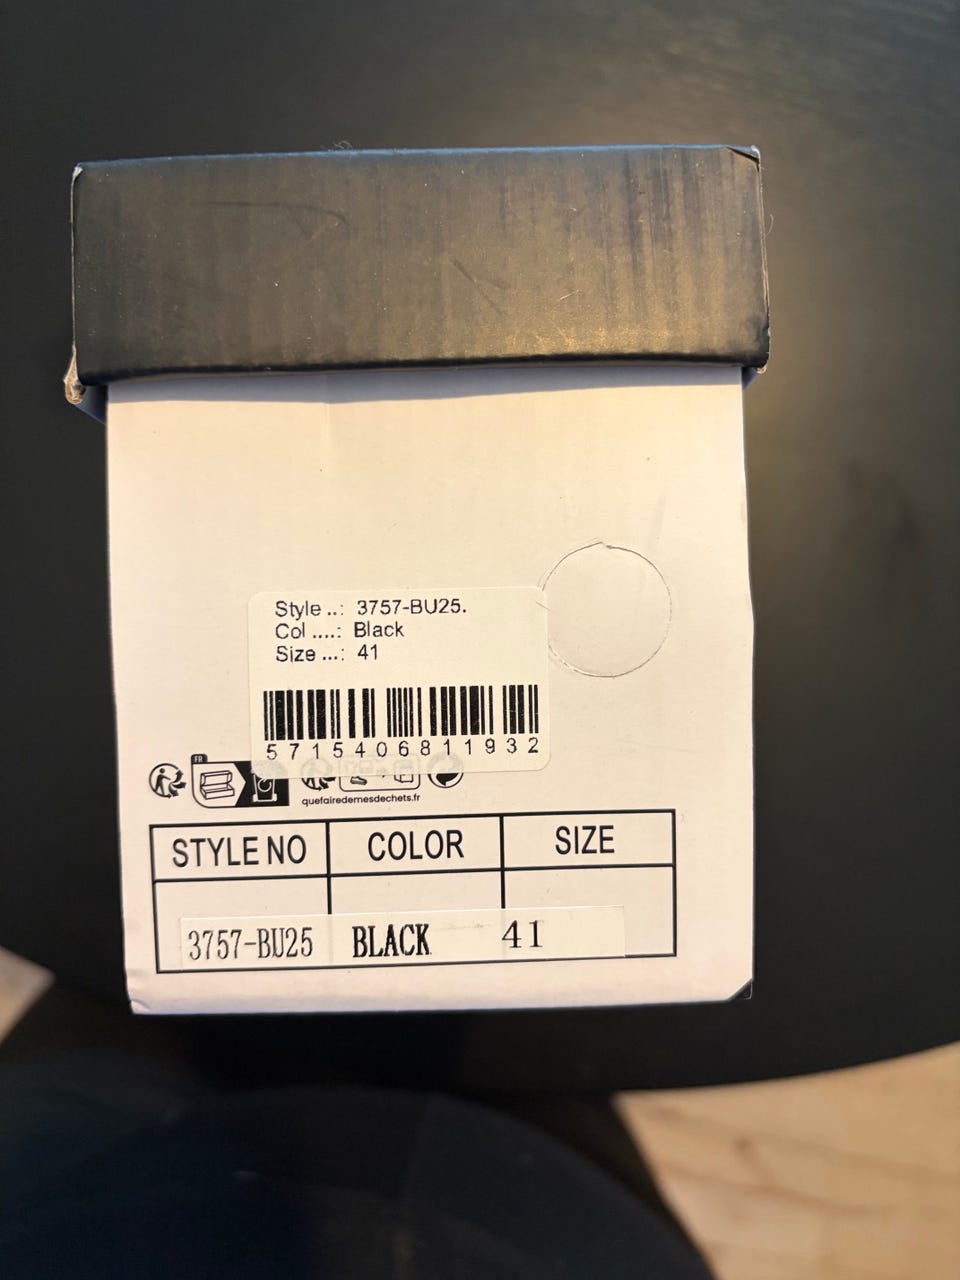 Style ..: 3757-BU25.
Col ....: Black
Size ...: 41
5715406811932
FR
quefairedemesdechets.fr
STYLE NO COLOR SIZE
3757-BU25 BLACK 41